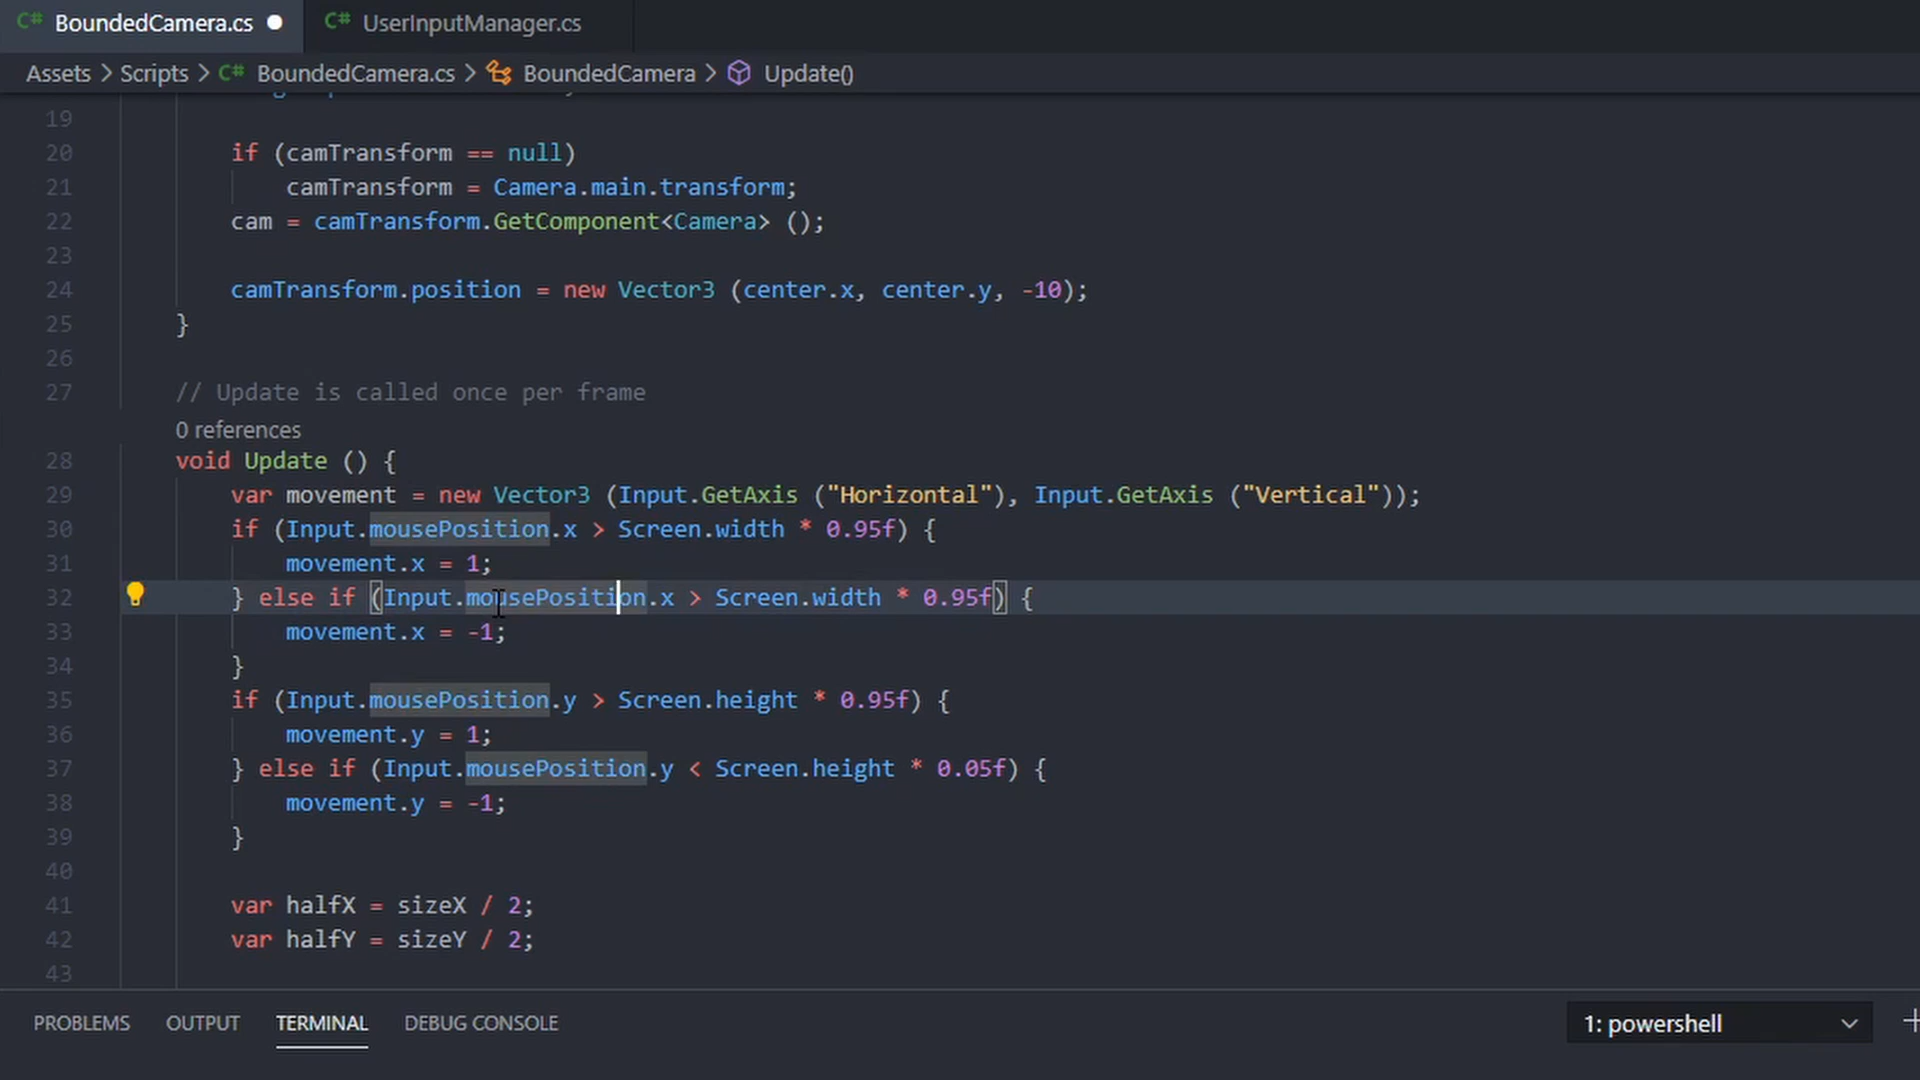 BoundedCamera.cs UserInputManager.cs
Assets > Scripts > BoundedCamera.cs > BoundedCamera > Update()
19
20 if (camTransform == null)
21 camTransform = Camera.main.transform;
22 cam = camTransform.GetComponent<Camera> ();
23
24 camTransform.position = new Vector3 (center.x, center.y, -10);
25 }
26
27 // Update is called once per frame
0 references
28 void Update () {
29 var movement = new Vector3 (Input.GetAxis ("Horizontal"), Input.GetAxis ("Vertical"));
30 if (Input.mousePosition.x > Screen.width * 0.95f) {
31 movement.x = 1;
32 } else if (Input.mousePosition.x > Screen.width * 0.95f) {
33 movement.x = -1;
34 }
35 if (Input.mousePosition.y > Screen.height * 0.95f) {
36 movement.y = 1;
37 } else if (Input.mousePosition.y < Screen.height * 0.05f) {
38 movement.y = -1;
39 }
40
41 var halfX = sizeX / 2;
42 var halfY = sizeY / 2;
43
PROBLEMS OUTPUT TERMINAL DEBUG CONSOLE 1: powershell